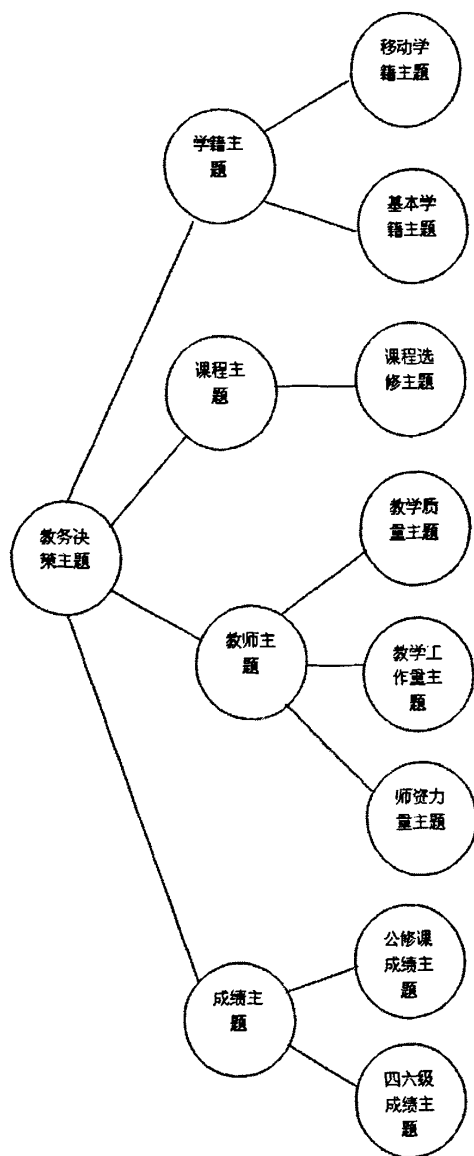 移动学
籍主题
学籍主
题
基本学
籍主题
课程主
题
课程选
修主题
教学质
量主题
教务决
策主题
教师主
题
教学工
作量主
题
师资力
量主题
公修课
成绩主
题
成绩主
题
四六级
成绩主
题